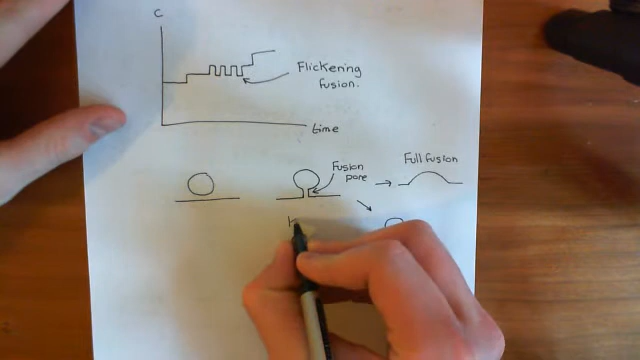 C
Flickering
fusion.
time
Fusion
pore
Full fusion